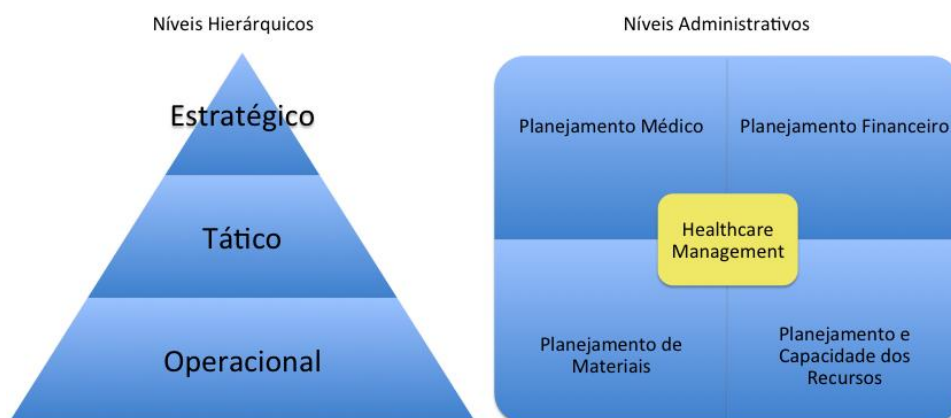 Níveis Hierárquicos
Estratégico
Tático
Operacional
Níveis Administrativos
Planejamento Médico
Planejamento Financeiro
Healthcare
Management
Planejamento de
Materiais
Planejamento e
Capacidade dos
Recursos